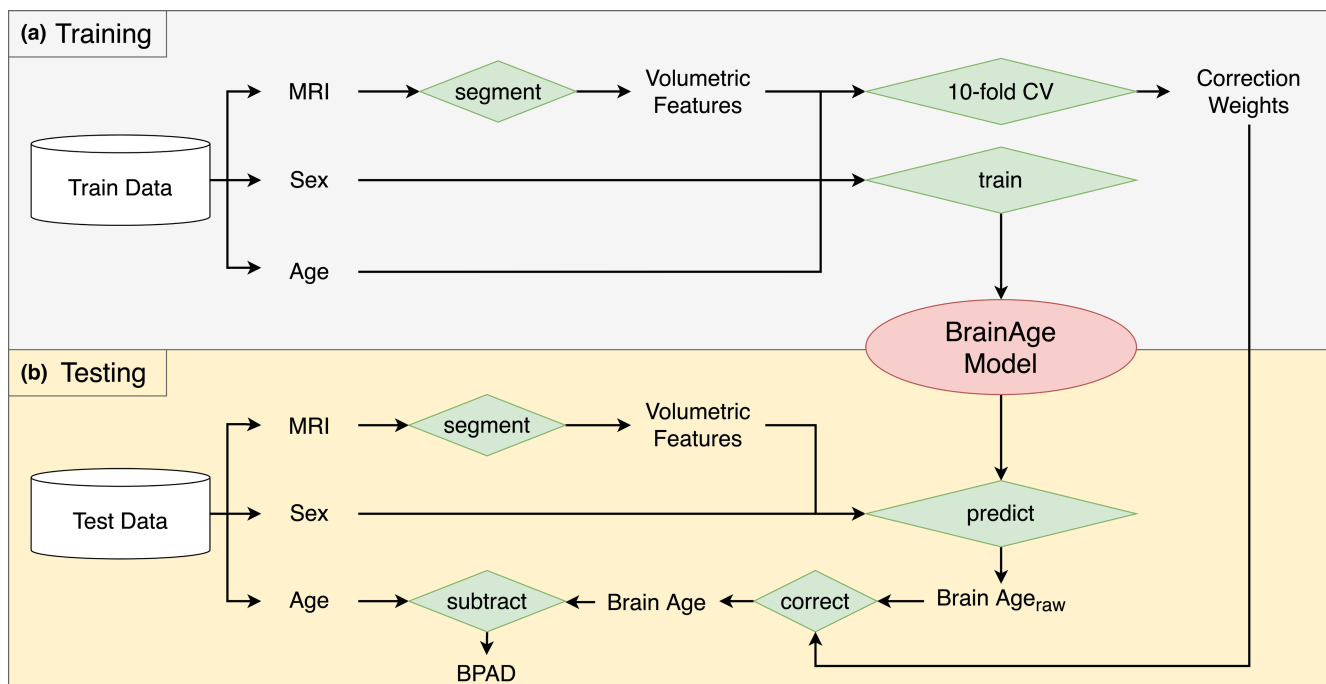 (a) Training
MRI
segment
Volumetric
Features
10-fold CV
Correction
Weights
Train Data
Sex
train
Age
BrainAge
Model
(b) Testing
MRI
segment
Volumetric
Features
Test Data
Sex
predict
Age
subtract
Brain Age
correct
Brain Age_raw
BPAD